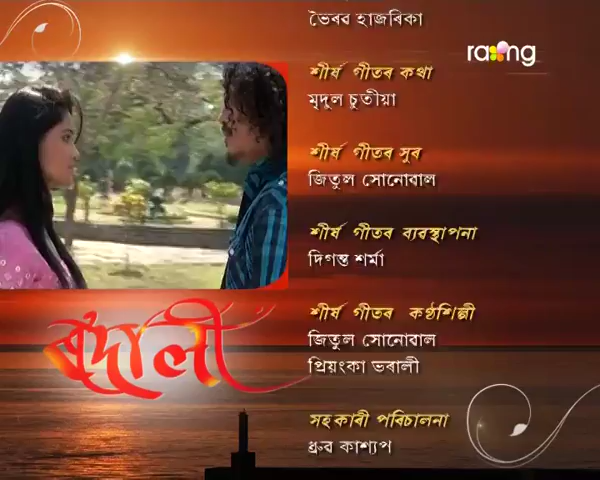 ভৈৰৱ হাজৰিকা
rang
শীৰ্ষ গীতৰ কথা
মৃদুল চুতীয়া
শীৰ্ষ গীতৰ সুৰ
জিতুল সোনোৱাল
শীৰ্ষ গীতৰ ব্যৱস্থাপনা
দিগন্ত শৰ্মা
শীৰ্ষ গীতৰ কণ্ঠশিল্পী
জিতুল সোনোৱাল
প্ৰিয়ংকা ভৰালী
ৰ'দালী
সহকাৰী পৰিচালনা
ধ্ৰুৱ কাশ্যপ